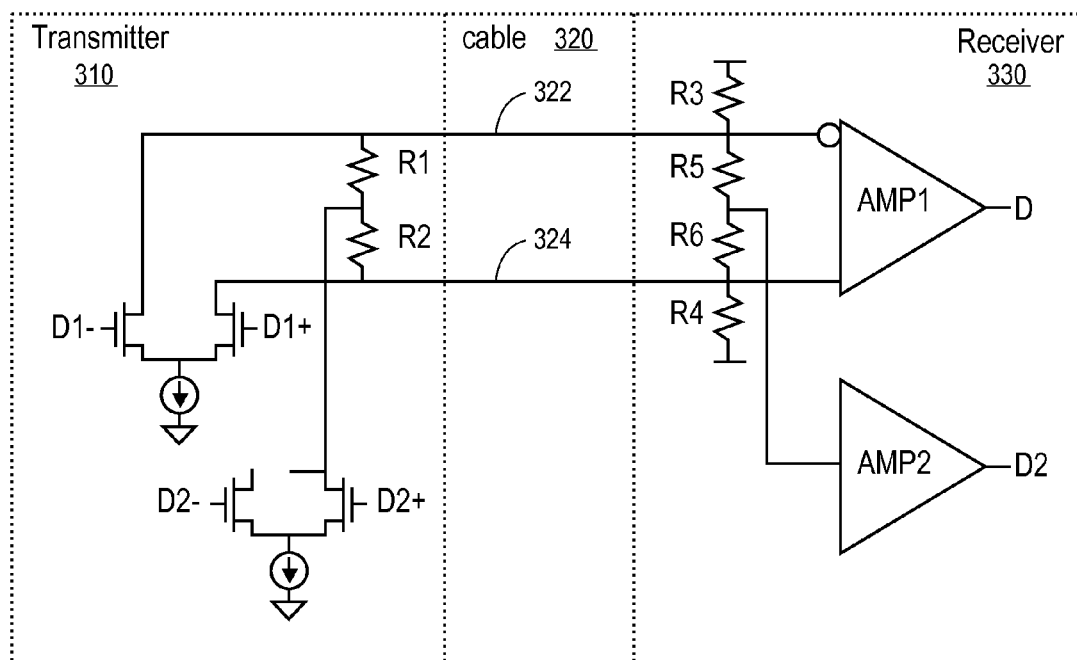 Transmitter
310
cable 320
Receiver
330
322
R3
R1
R5
AMP1
D
R2
R6
324
R4
D1-
D1+
AMP2
D2
D2-
D2+